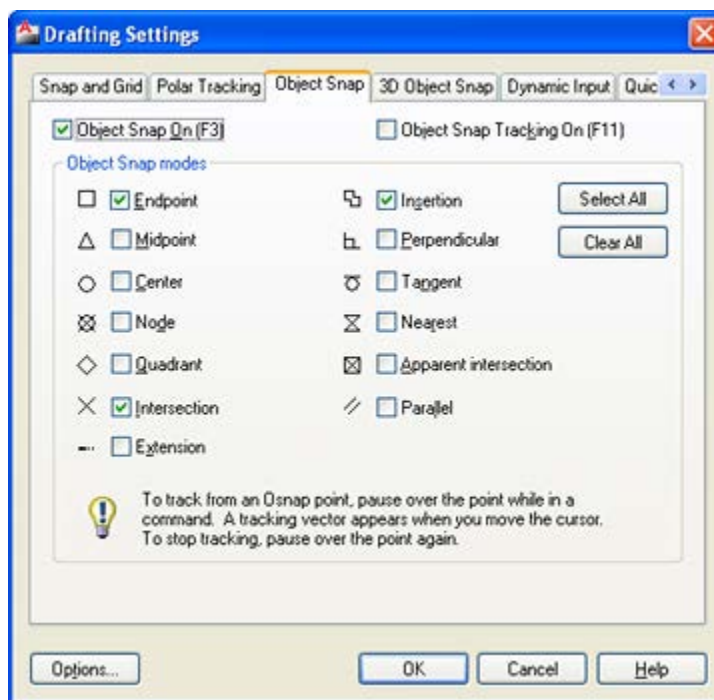 Drafting Settings
Snap and Grid Polar Tracking Object Snap 3D Object Snap Dynamic Input Quic
Object Snap On (F3) Object Snap Tracking On (F11)
Object Snap modes
Endpoint Insertion Select All
Midpoint Perpendicular Clear All
Center Tangent
Node Nearest
Quadrant Apparent intersection
Intersection Parallel
Extension
To track from an Osnap point, pause over the point while in a
command. A tracking vector appears when you move the cursor.
To stop tracking, pause over the point again.
Options... OK Cancel Help